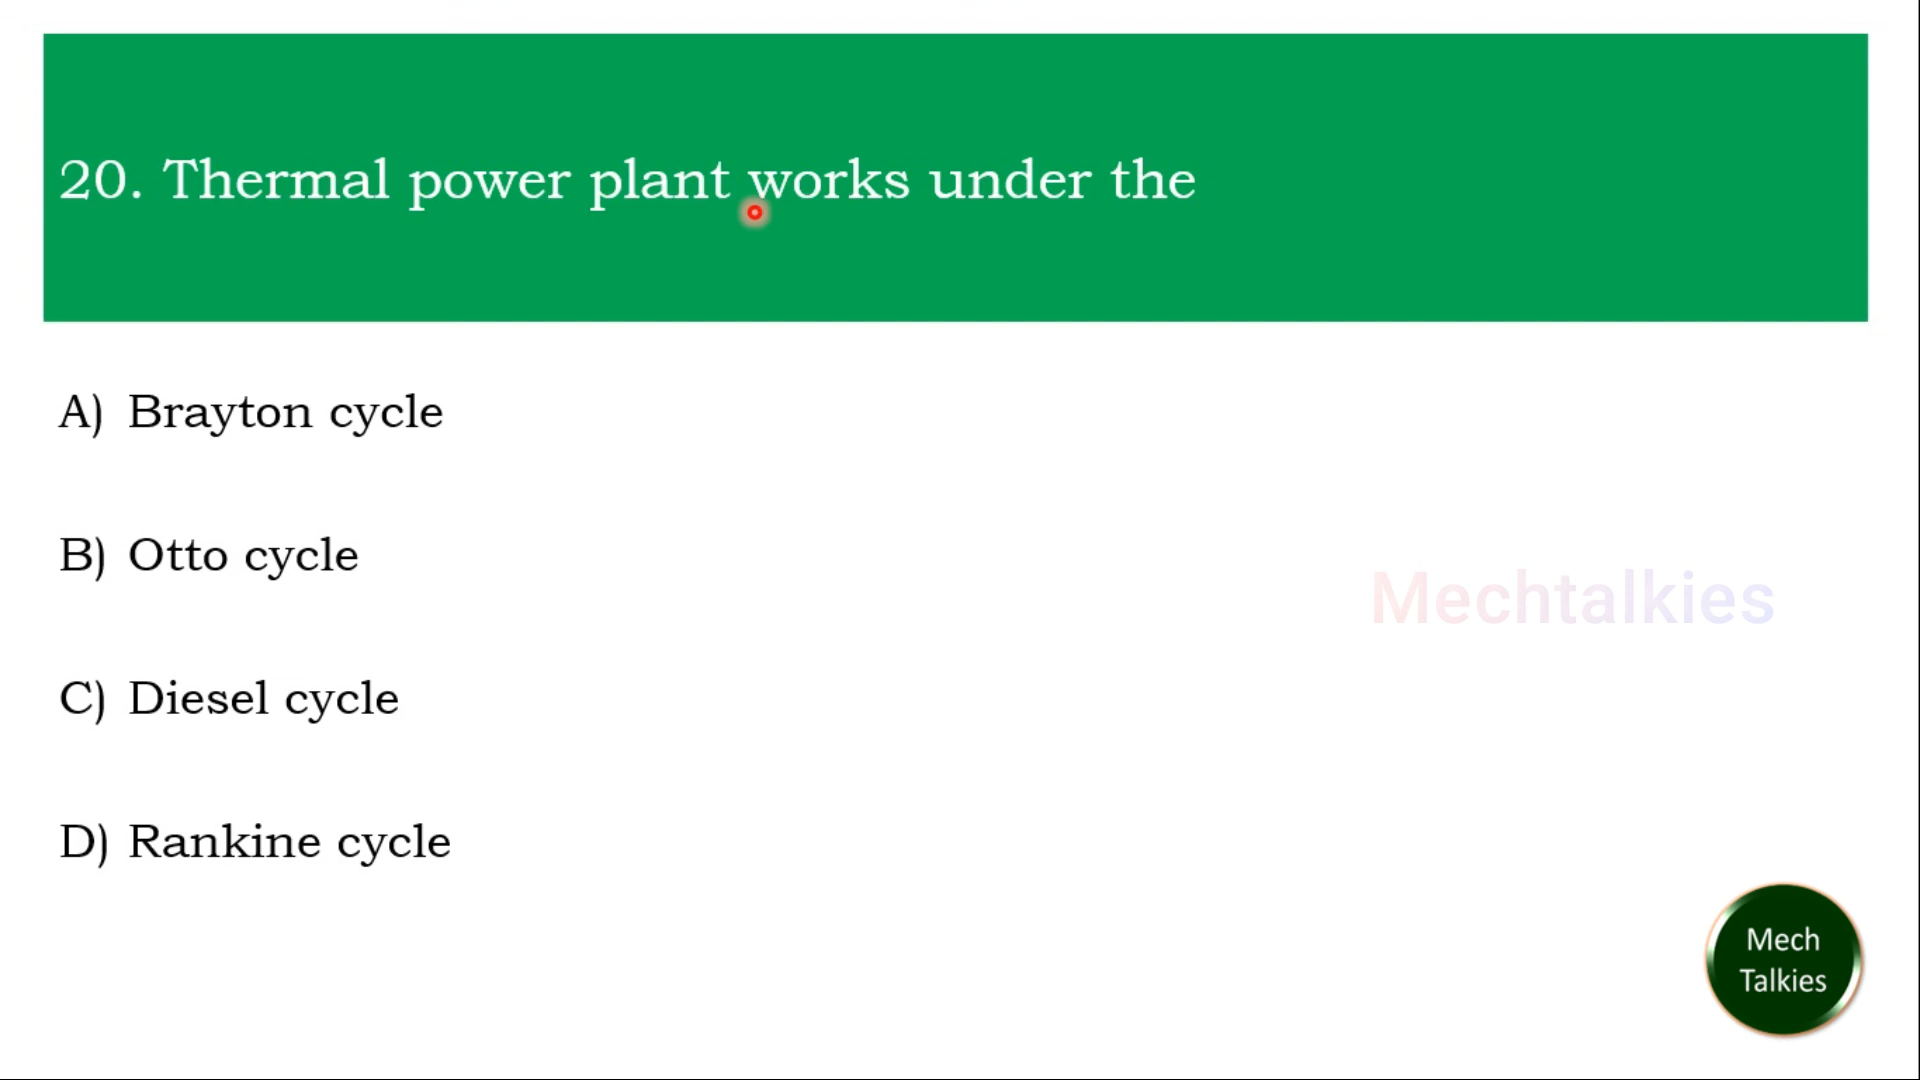 20. Thermal power plant works under the
A) Brayton cycle
B) Otto cycle
Mechtalkies
C) Diesel cycle
D) Rankine cycle
Mech
Talkies